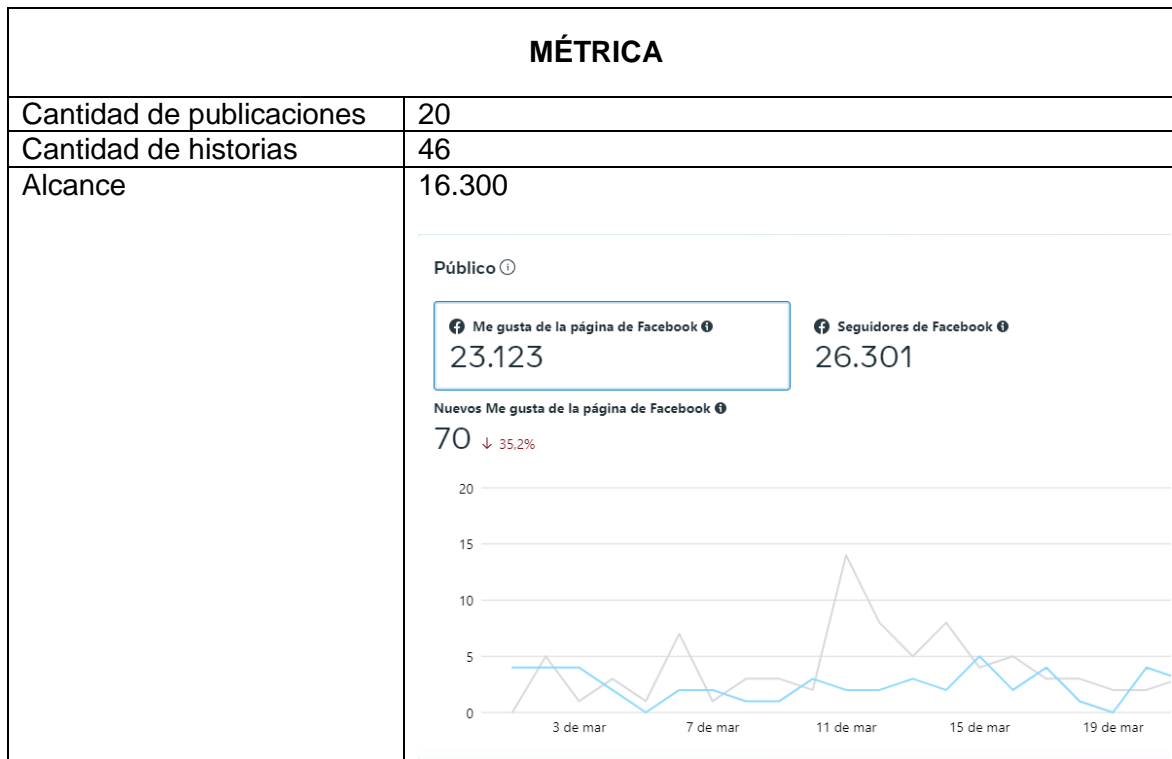 MÉTRICA
Cantidad de publicaciones 20
Cantidad de historias 46
Alcance 16.300
Público
Me gusta de la página de Facebook Seguidores de Facebook
23.123 26.301
Nuevos Me gusta de la página de Facebook
70 ↓ 35,2%
20
15
10
5
0
3 de mar 7 de mar 11 de mar 15 de mar 19 de mar